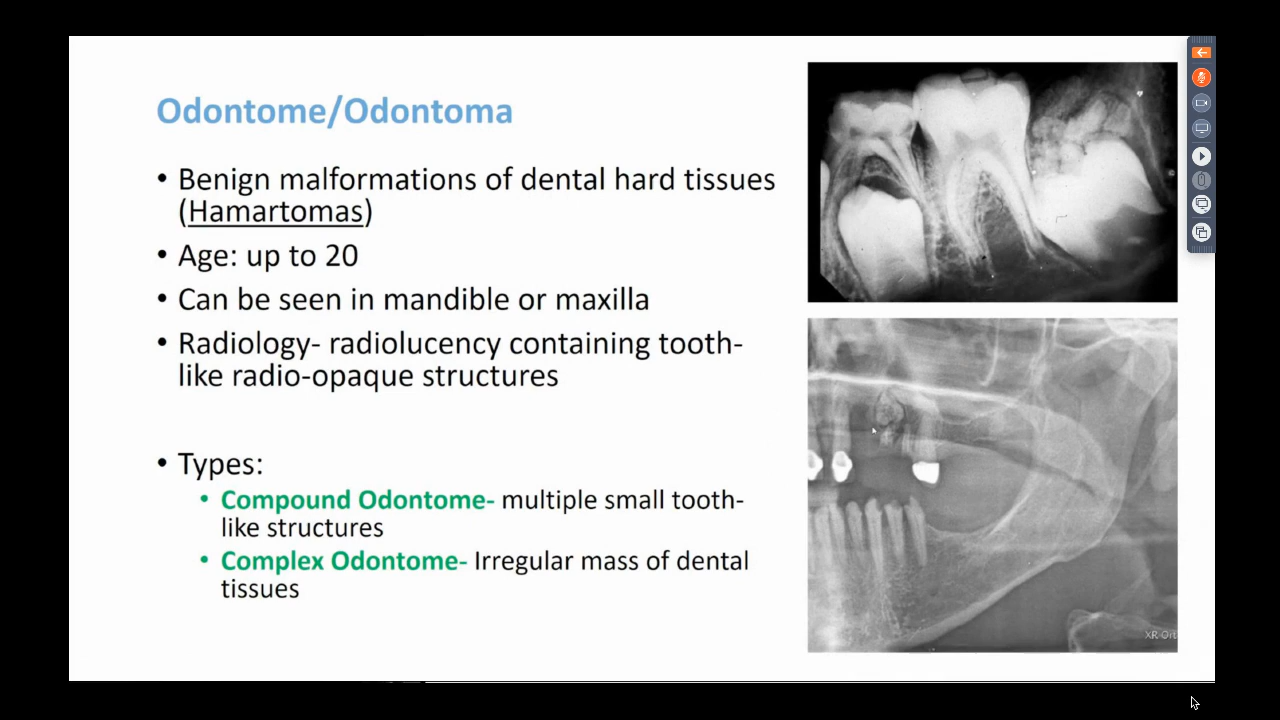 Odontome/Odontoma
• Benign malformations of dental hard tissues
(Hamartomas)
• Age: up to 20
• Can be seen in mandible or maxilla
• Radiology- radiolucency containing tooth-
like radio-opaque structures
• Types:
• Compound Odontome- multiple small tooth-
like structures
• Complex Odontome- Irregular mass of dental
tissues
XR Ort